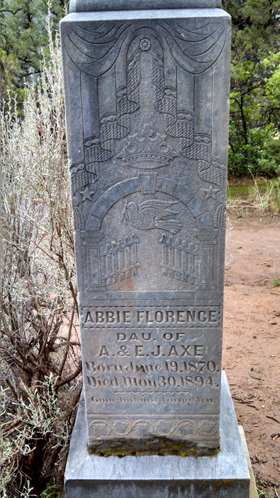 ABBIE FLORENCE
DAU. OF
A. & E. J. AXE
Born June 19, 1870.
Died May 30, 1894.